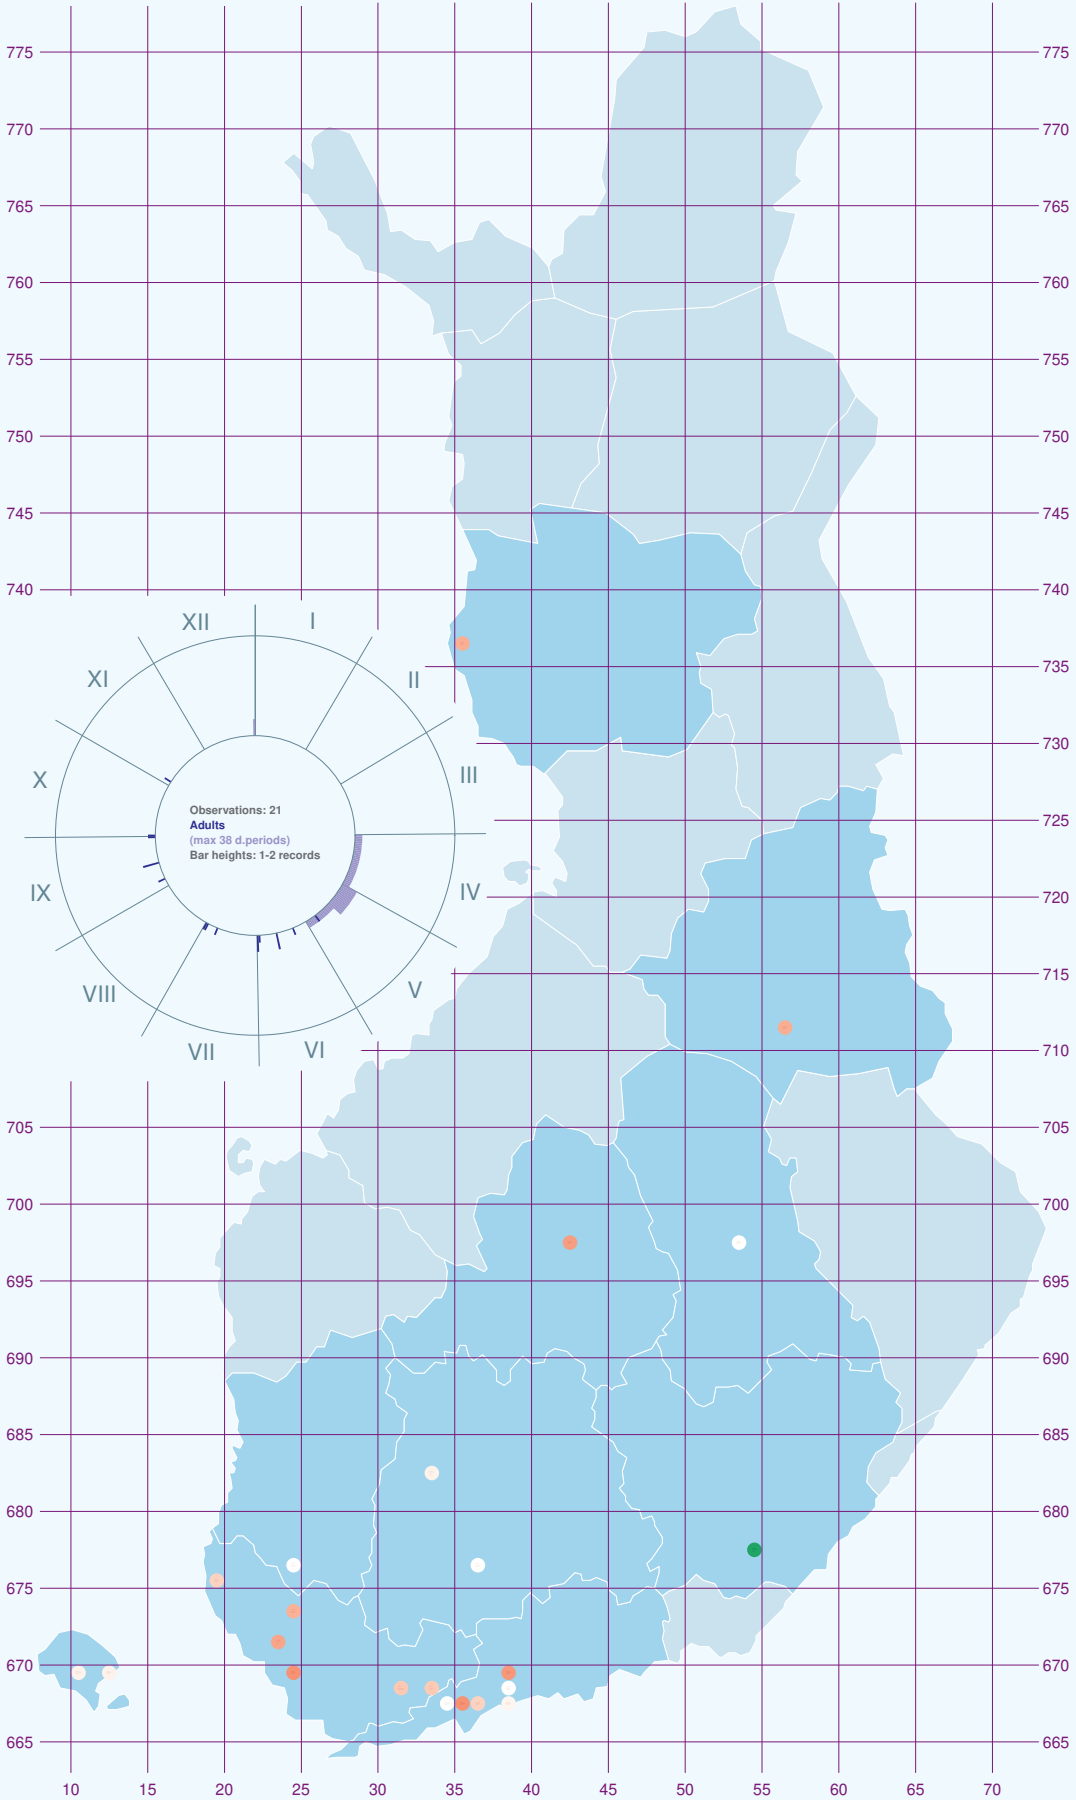 775 775
770 770
765 765
760 760
755 755
750 750
745 745
740 740
XII I
XI II
735
730
X III
Observations: 21
Adults
(max 38 d.periods)
Bar heights: 1-2 records
725
IX IV
720
VIII V
715
VII VI
710
705 705
700 700
695 695
690 690
685 685
680 680
675 675
670 670
665 665
10 15 20 25 30 35 40 45 50 55 60 65 70